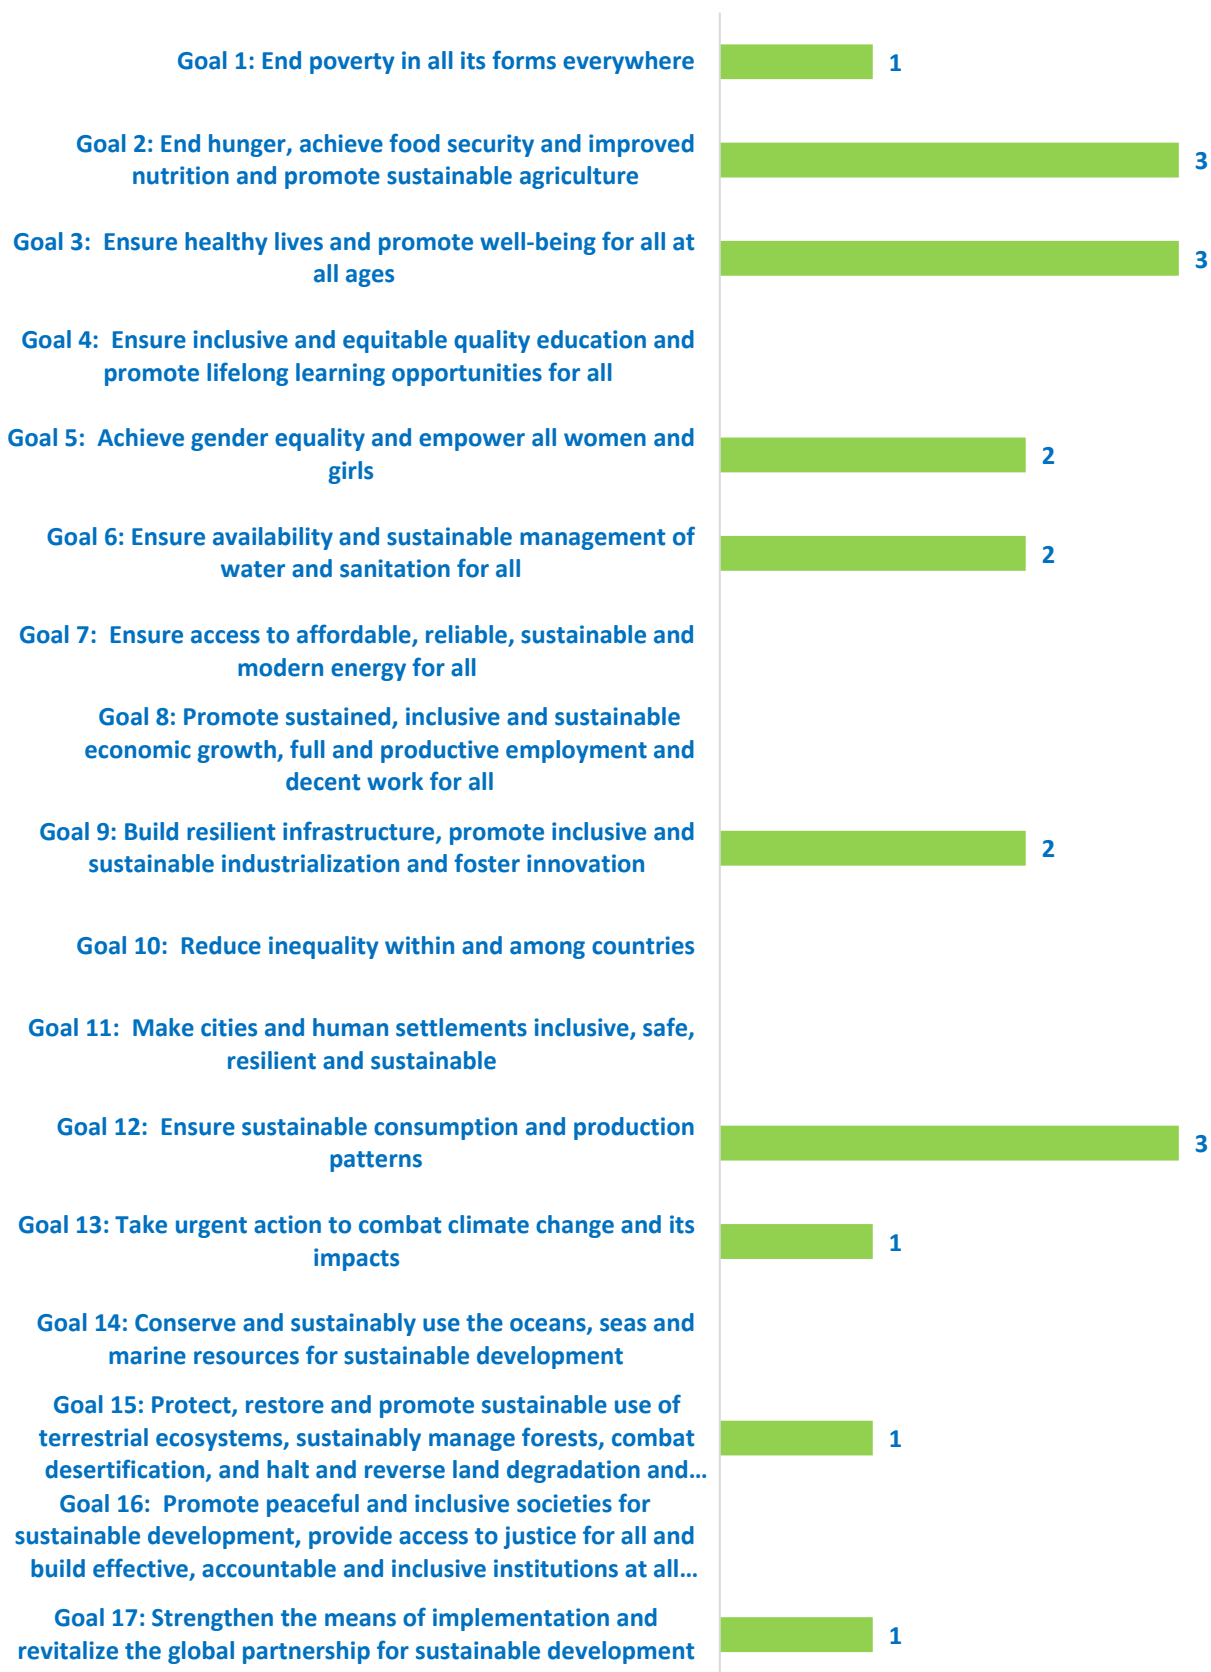 Goal 1: End poverty in all its forms everywhere
1
Goal 2: End hunger, achieve food security and improved
nutrition and promote sustainable agriculture
3
Goal 3:  Ensure healthy lives and promote well-being for all at
all ages
3
Goal 4:  Ensure inclusive and equitable quality education and
promote lifelong learning opportunities for all
Goal 5:  Achieve gender equality and empower all women and
girls
2
Goal 6: Ensure availability and sustainable management of
water and sanitation for all
2
Goal 7:  Ensure access to affordable, reliable, sustainable and
modern energy for all
Goal 8: Promote sustained, inclusive and sustainable
economic growth, full and productive employment and
decent work for all
Goal 9: Build resilient infrastructure, promote inclusive and
sustainable industrialization and foster innovation
2
Goal 10:  Reduce inequality within and among countries
Goal 11:  Make cities and human settlements inclusive, safe,
resilient and sustainable
Goal 12:  Ensure sustainable consumption and production
patterns
3
Goal 13: Take urgent action to combat climate change and its
impacts
1
Goal 14: Conserve and sustainably use the oceans, seas and
marine resources for sustainable development
Goal 15: Protect, restore and promote sustainable use of
terrestrial ecosystems, sustainably manage forests, combat
desertification, and halt and reverse land degradation and…
1
Goal 16:  Promote peaceful and inclusive societies for
sustainable development, provide access to justice for all and
build effective, accountable and inclusive institutions at all…
Goal 17: Strengthen the means of implementation and
revitalize the global partnership for sustainable development
1